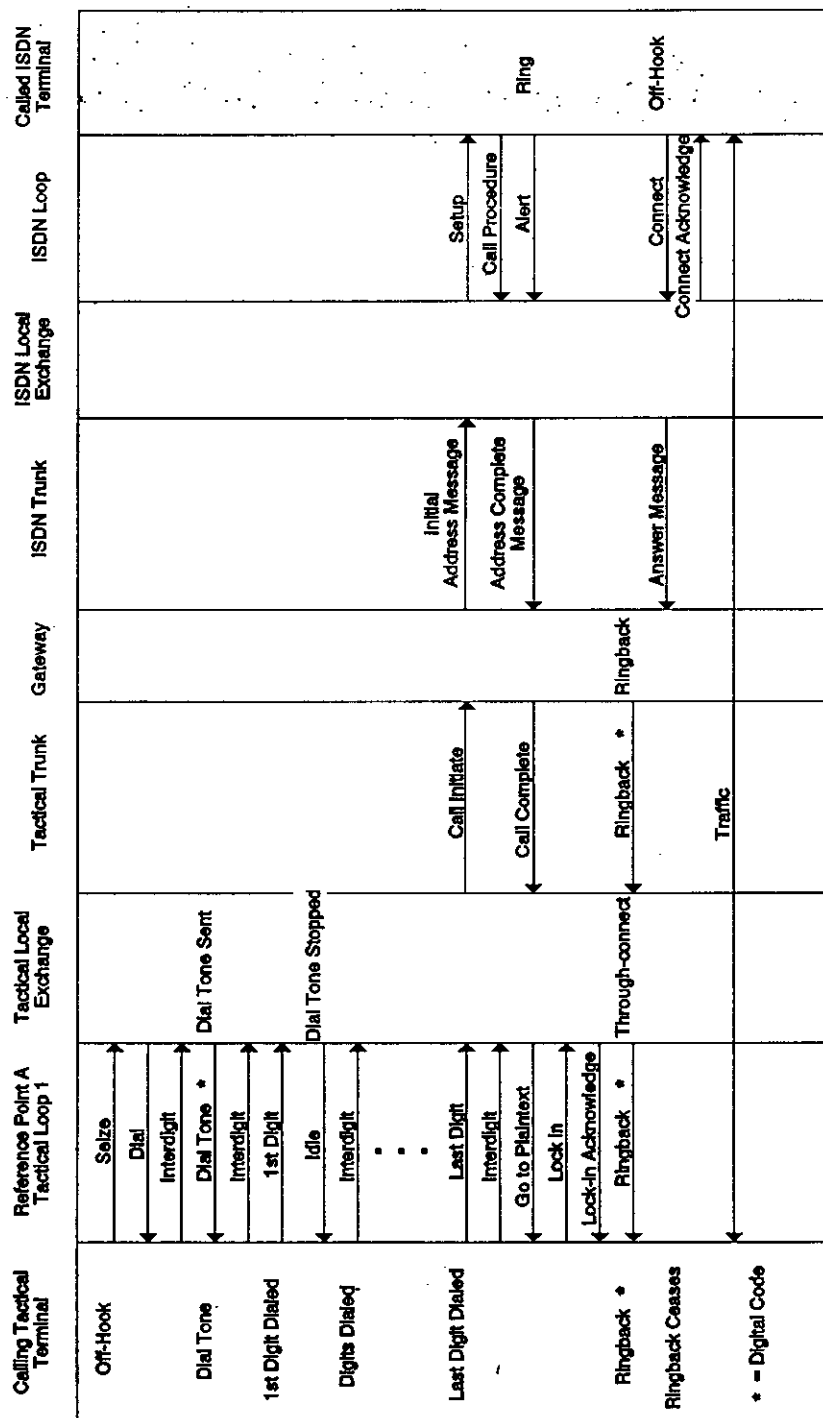 Calling Tactical
Terminal
Reference Point A
Tactical Loop 1
Tactical Local
Exchange
Tactical Trunk
Gateway
ISDN Trunk
ISDN Local
Exchange
ISDN Loop
Called ISDN
Terminal
Off-Hook
Seize
Dial
Interdigit
Dial Tone
Dial Tone *
Dial Tone Sent
Interdigit
1st Digit Dialed
1st Digit
Idle
Dial Tone Stopped
Digits Dialed
Interdigit
. . .
Last Digit Dialed
Last Digit
Call Initiate
Initial
Address Message
Setup
Interdigit
Call Procedure
Go to Plaintext
Call Complete
Address Complete
Message
Alert
Ring
Lock In
Lock-in Acknowledge
Ringback *
Ringback *
Through-connect
Ringback *
Ringback
Ringback Ceases
Answer Message
Connect
Off-Hook
Connect Acknowledge
Traffic
* = Digital Code